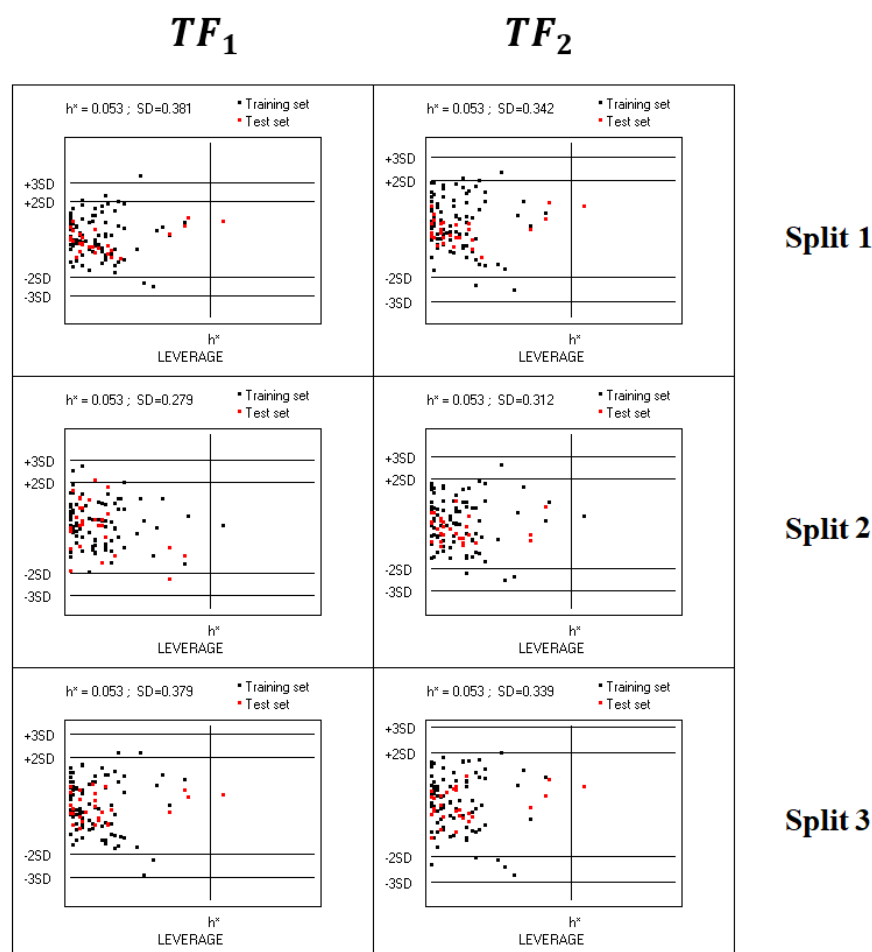 TF₁ TF₂
h* = 0.053 ; SD=0.381
Training set
Test set
+3SD
+2SD
-2SD
-3SD
h*
LEVERAGE
h* = 0.053 ; SD=0.342
Training set
Test set
+3SD
+2SD
-2SD
-3SD
h*
LEVERAGE
Split 1
h* = 0.053 ; SD=0.279
Training set
Test set
+3SD
+2SD
-2SD
-3SD
h*
LEVERAGE
h* = 0.053 ; SD=0.312
Training set
Test set
+3SD
+2SD
-2SD
-3SD
h*
LEVERAGE
Split 2
h* = 0.053 ; SD=0.379
Training set
Test set
+3SD
+2SD
-2SD
-3SD
h*
LEVERAGE
h* = 0.053 ; SD=0.339
Training set
Test set
+3SD
+2SD
-2SD
-3SD
h*
LEVERAGE
Split 3